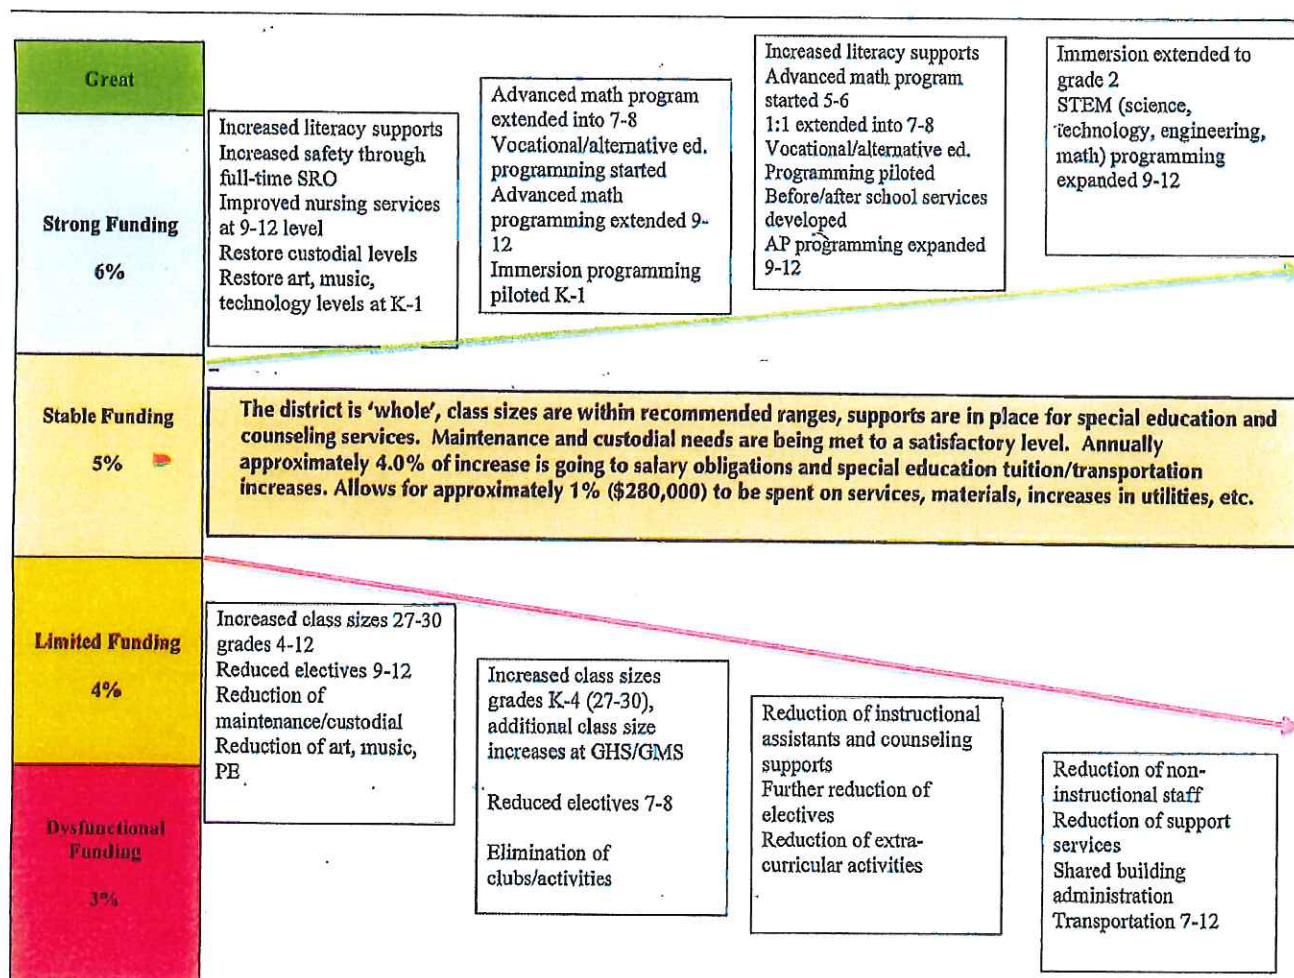 Great
Strong Funding
6%
Increased literacy supports
Increased safety through
full-time SRO
Improved nursing services
at 9-12 level
Restore custodial levels
Restore art, music,
technology levels at K-1
Advanced math program
extended into 7-8
Vocational/alternative ed.
programming started
Advanced math
programming extended 9-
12
Immersion programming
piloted K-1
Increased literacy supports
Advanced math program
started 5-6
1:1 extended into 7-8
Vocational/alternative ed.
Programming piloted
Before/after school services
developed
AP programming expanded
9-12
Immersion extended to
grade 2
STEM (science,
technology, engineering,
math) programming
expanded 9-12
Stable Funding
5%
The district is 'whole', class sizes are within recommended ranges, supports are in place for special education and
counseling services. Maintenance and custodial needs are being met to a satisfactory level. Annually
approximately 4.0% of increase is going to salary obligations and special education tuition/transportation
increases. Allows for approximately 1% ($280,000) to be spent on services, materials, increases in utilities, etc.
Limited Funding
4%
Increased class sizes 27-30
grades 4-12
Reduced electives 9-12
Reduction of
maintenance/custodial
Reduction of art, music,
PE
Increased class sizes
grades K-4 (27-30),
additional class size
increases at GHS/GMS
Reduced electives 7-8
Elimination of
clubs/activities
Reduction of instructional
assistants and counseling
supports
Further reduction of
electives
Reduction of extra-
curricular activities
Reduction of non-
instructional staff
Reduction of support
services
Shared building
administration
Transportation 7-12
Dysfunctional
Funding
3%